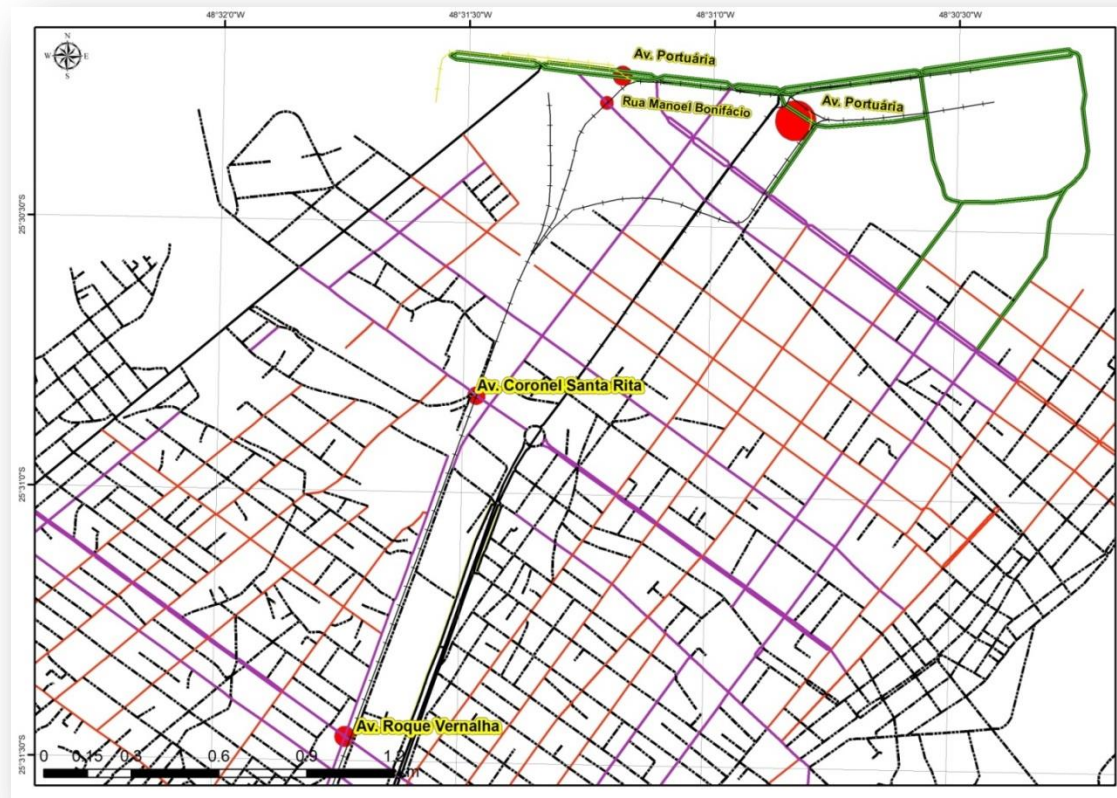 48°32'0"W
48°31'30"W
48°31'0"W
48°30'30"W
N
W
E
S
Av. Portuária
Rua Manoel Bonifácio
Av. Portuária
25°30'30"S
Av. Coronel Santa Rita
25°31'0"S
Av. Roque Vernalha
25°31'30"S
0 0,15 0,3 0,6 0,9